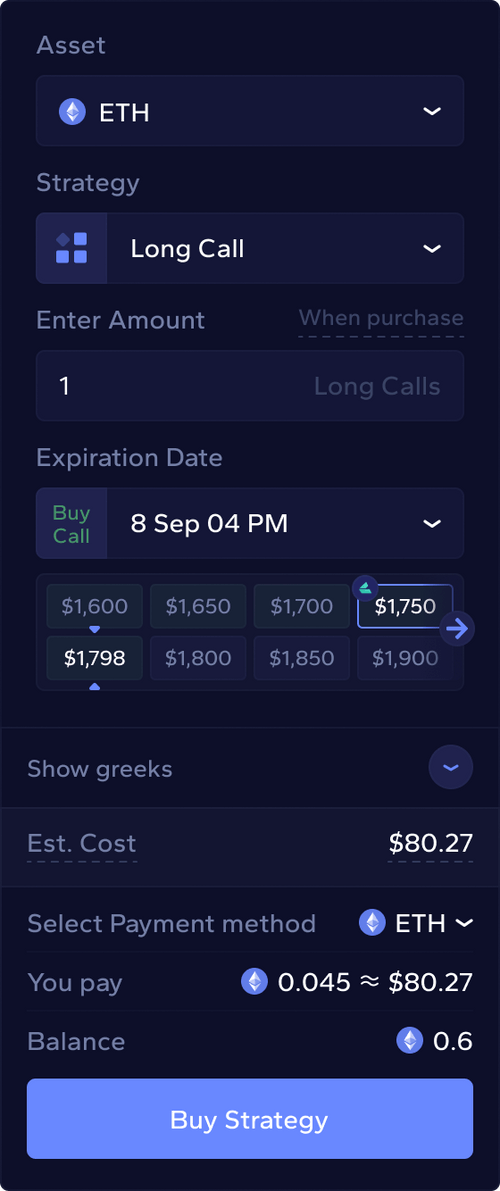 Asset
ETH
Strategy
Long Call
Enter Amount When purchase
1 Long Calls
Expiration Date
Buy Call 8 Sep 04 PM
$1,600 $1,650 $1,700 $1,750
$1,798 $1,800 $1,850 $1,900
Show greeks
Est. Cost $80.27
Select Payment method ETH
You pay 0.045 ≈ $80.27
Balance 0.6
Buy Strategy